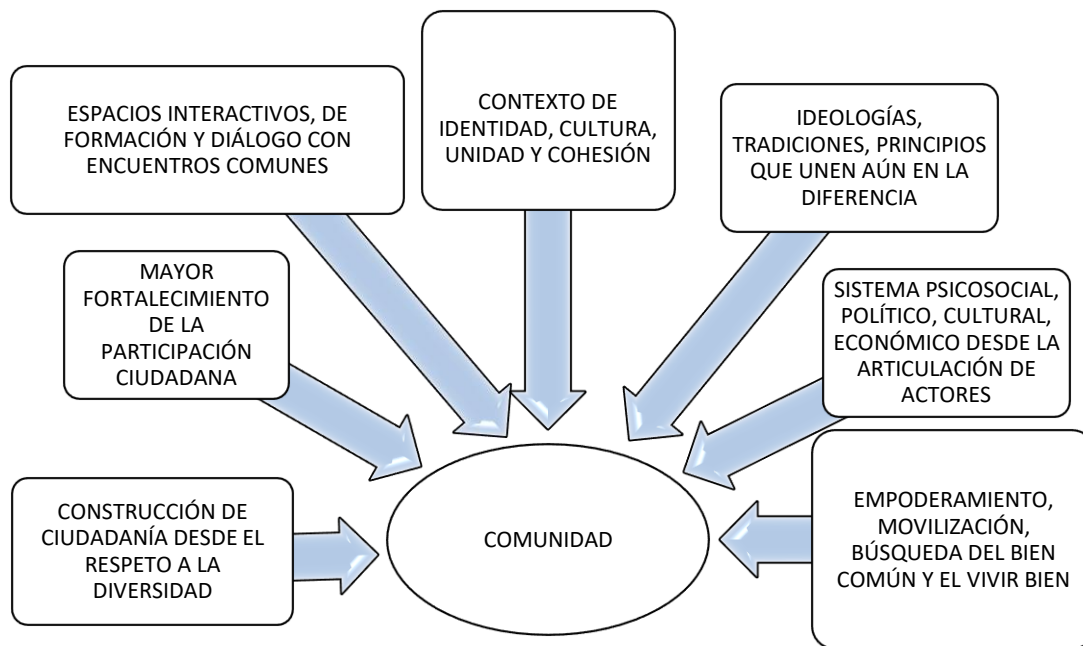 ESPACIOS INTERACTIVOS, DE
FORMACIÓN Y DIÁLOGO CON
ENCUENTROS COMUNES
CONTEXTO DE
IDENTIDAD, CULTURA,
UNIDAD Y COHESIÓN
IDEOLOGÍAS,
TRADICIONES, PRINCIPIOS
QUE UNEN AÚN EN LA
DIFERENCIA
MAYOR
FORTALECIMIENTO
DE LA
PARTICIPACIÓN
CIUDADANA
SISTEMA PSICOSOCIAL,
POLÍTICO, CULTURAL,
ECONÓMICO DESDE LA
ARTICULACIÓN DE
ACTORES
CONSTRUCCIÓN DE
CIUDADANÍA DESDE EL
RESPETO A LA
DIVERSIDAD
COMUNIDAD
EMPODERAMIENTO,
MOVILIZACIÓN,
BÚSQUEDA DEL BIEN
COMÚN Y EL VIVIR BIEN